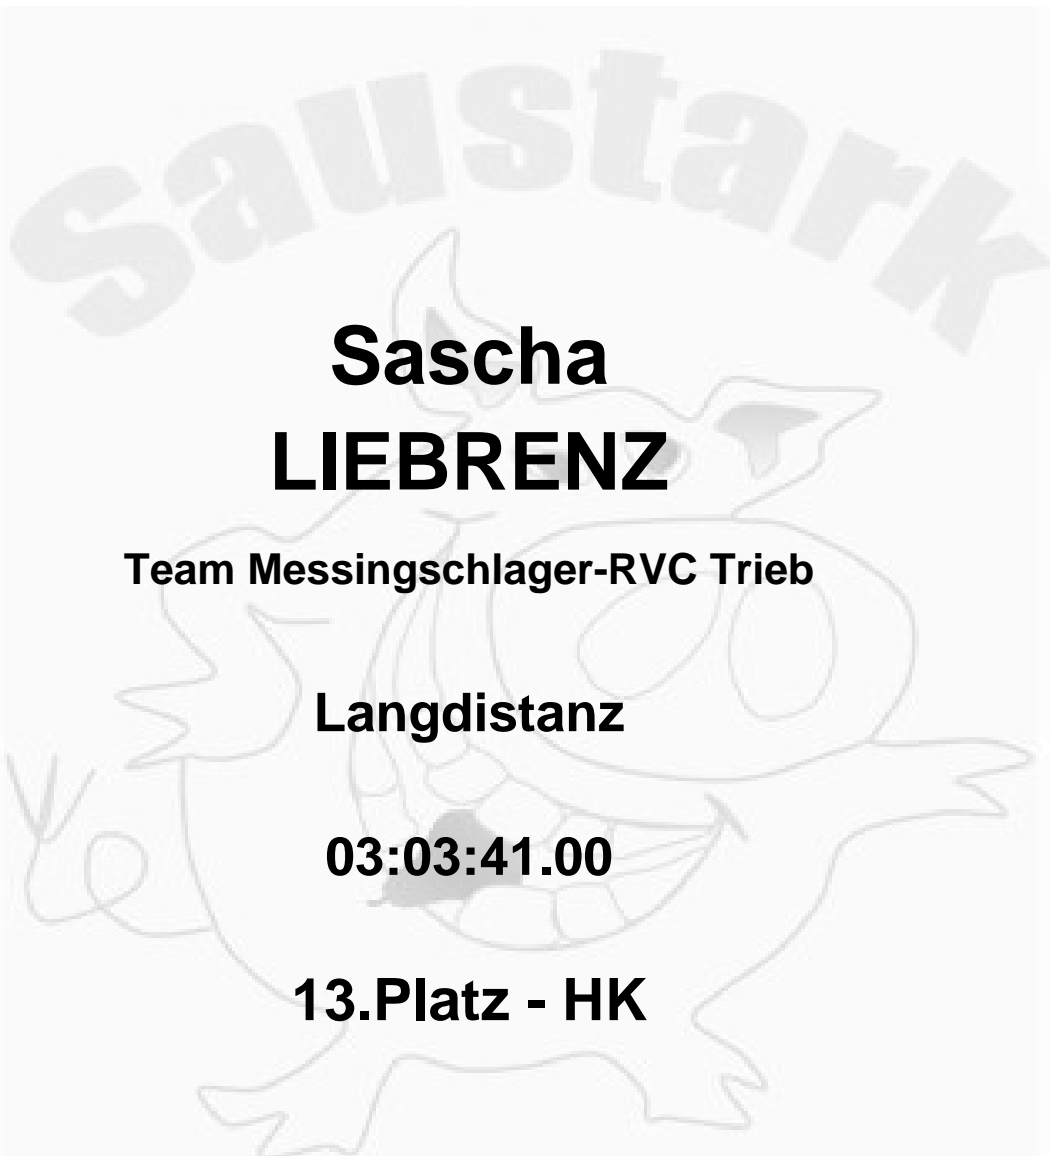 Saustark
Sascha
LIEBRENZ
Team Messingschlager-RVC Trieb
Langdistanz
03:03:41.00
13.Platz - HK